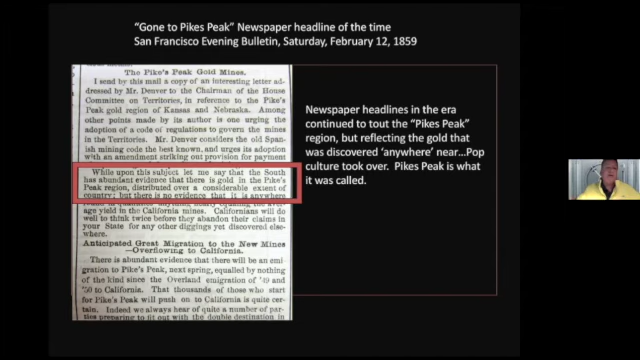 “Gone to Pikes Peak” Newspaper headline of the time
San Francisco Evening Bulletin, Saturday, February 12, 1859
The Pike's Peak Gold Mines.
I send by this mail a copy of an interesting letter ad-
dressed by Mr. Denver to the Chairman of the House
Committee on Territories, in reference to the Pike's
Peak gold region of Kansas and Nebraska. Among
other points made by its author is one urging the
adoption of a code of regulations to govern the mines
in the Territories. Mr. Denver considers the old Span-
ish mining code the best known, and urges its adoption
with an amendment striking out provision for payment
While upon this subject let me say that the South
has abundant evidence that there is gold in the Pike's
Peak region, distributed over a considerable extent of
country; but there is no evidence that it is anywhere
the aver-
age yield in the California mines. Californians will do
well to think twice before they abandon their claims in
your State for any other diggings yet discovered else-
where.
Anticipated Great Migration to the New Mines
—Overflowing to California.
There is abundant evidence that there will be an emi-
gration to Pike's Peak, next spring, equalled by nothing
of the kind since the Overland emigration of '49 and
'50 to California. That thousands of those who start
for Pike's Peak will push on to California is quite cer-
tain. Indeed we always hear of quite a number of par-
ties preparing to fit out with the double destination in
Newspaper headlines in the era
continued to tout the “Pikes Peak”
region, but reflecting the gold that
was discovered ‘anywhere’ near…Pop
culture took over. Pikes Peak is what
it was called.